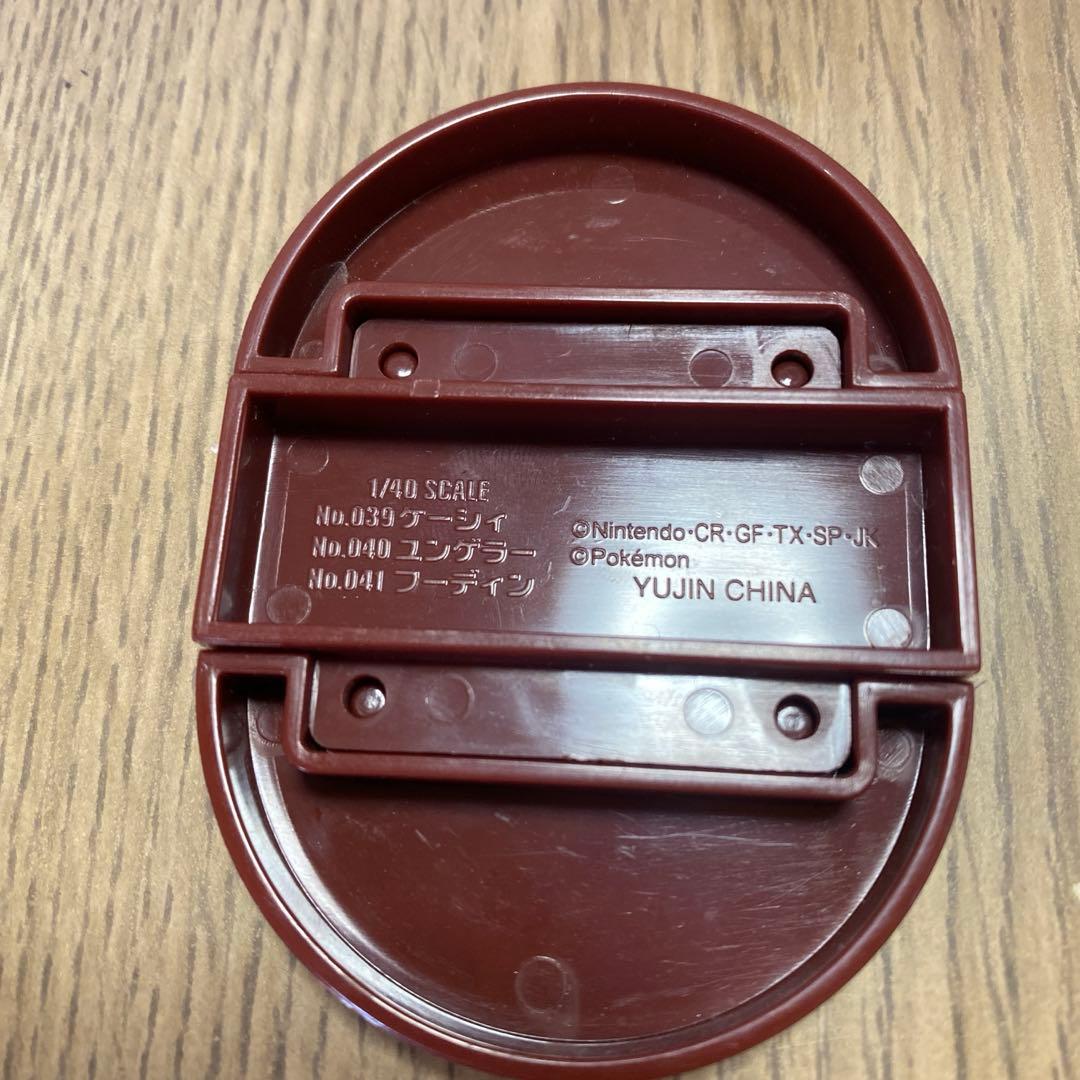 1/40 SCALE
No.039 ケーシィ
No.040 ユンゲラー
No.041 フーディン
©Nintendo・CR・GF・TX・SP・JK
©Pokémon
YUJIN CHINA